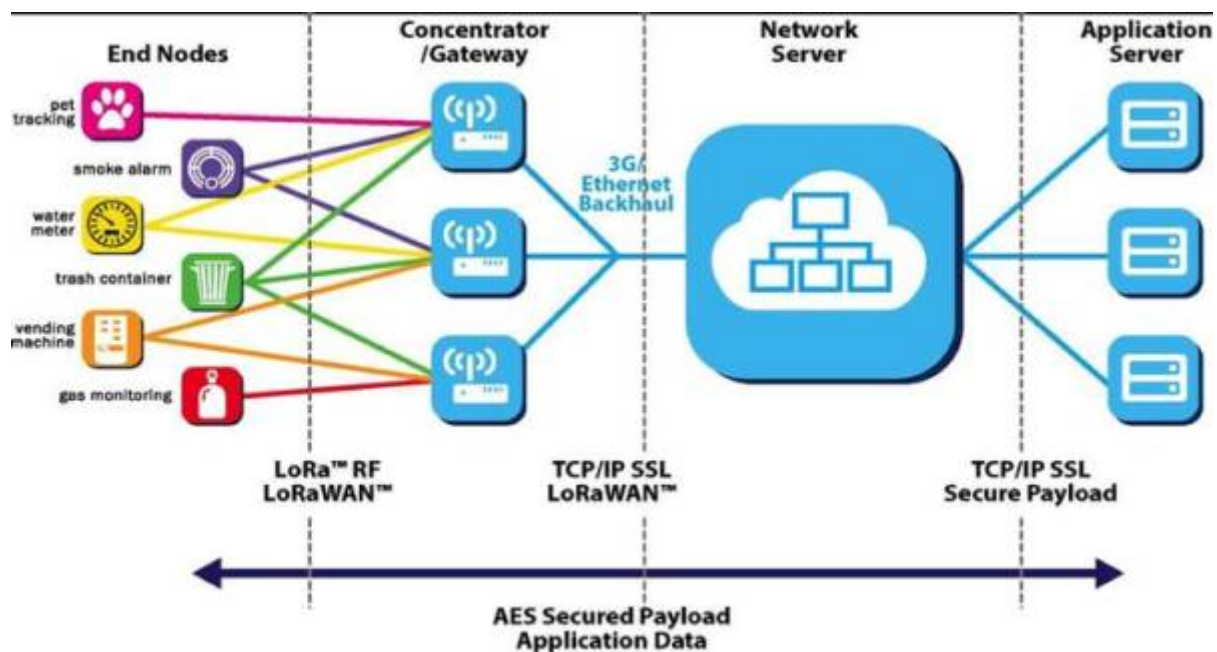 End Nodes
Concentrator
/Gateway
Network
Server
Application
Server
pet
tracking
smoke alarm
water
meter
trash container
vending
machine
gas monitoring
3G/
Ethernet
Backhaul
LoRa™ RF
LoRaWAN™
TCP/IP SSL
LoRaWAN™
TCP/IP SSL
Secure Payload
AES Secured Payload
Application Data